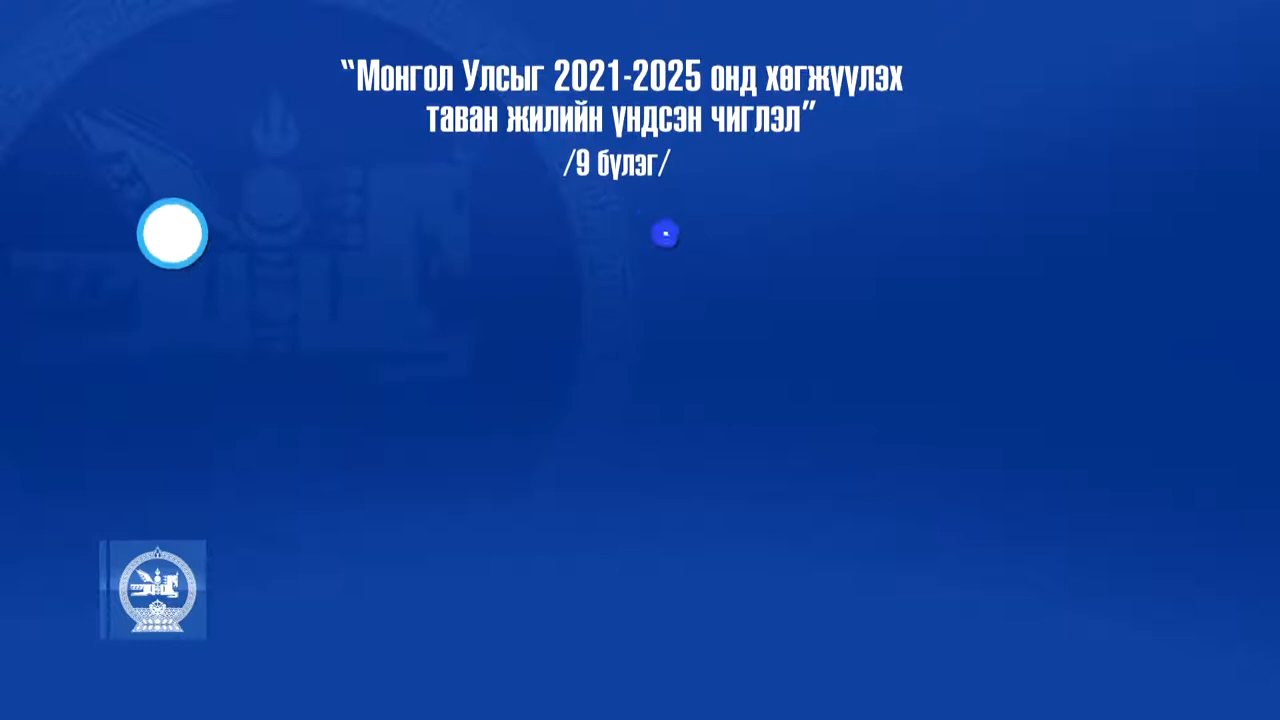 “Монгол Улсыг 2021-2025 онд хөгжүүлэх
таван жилийн үндсэн чиглэл”
/9 бүлэг/